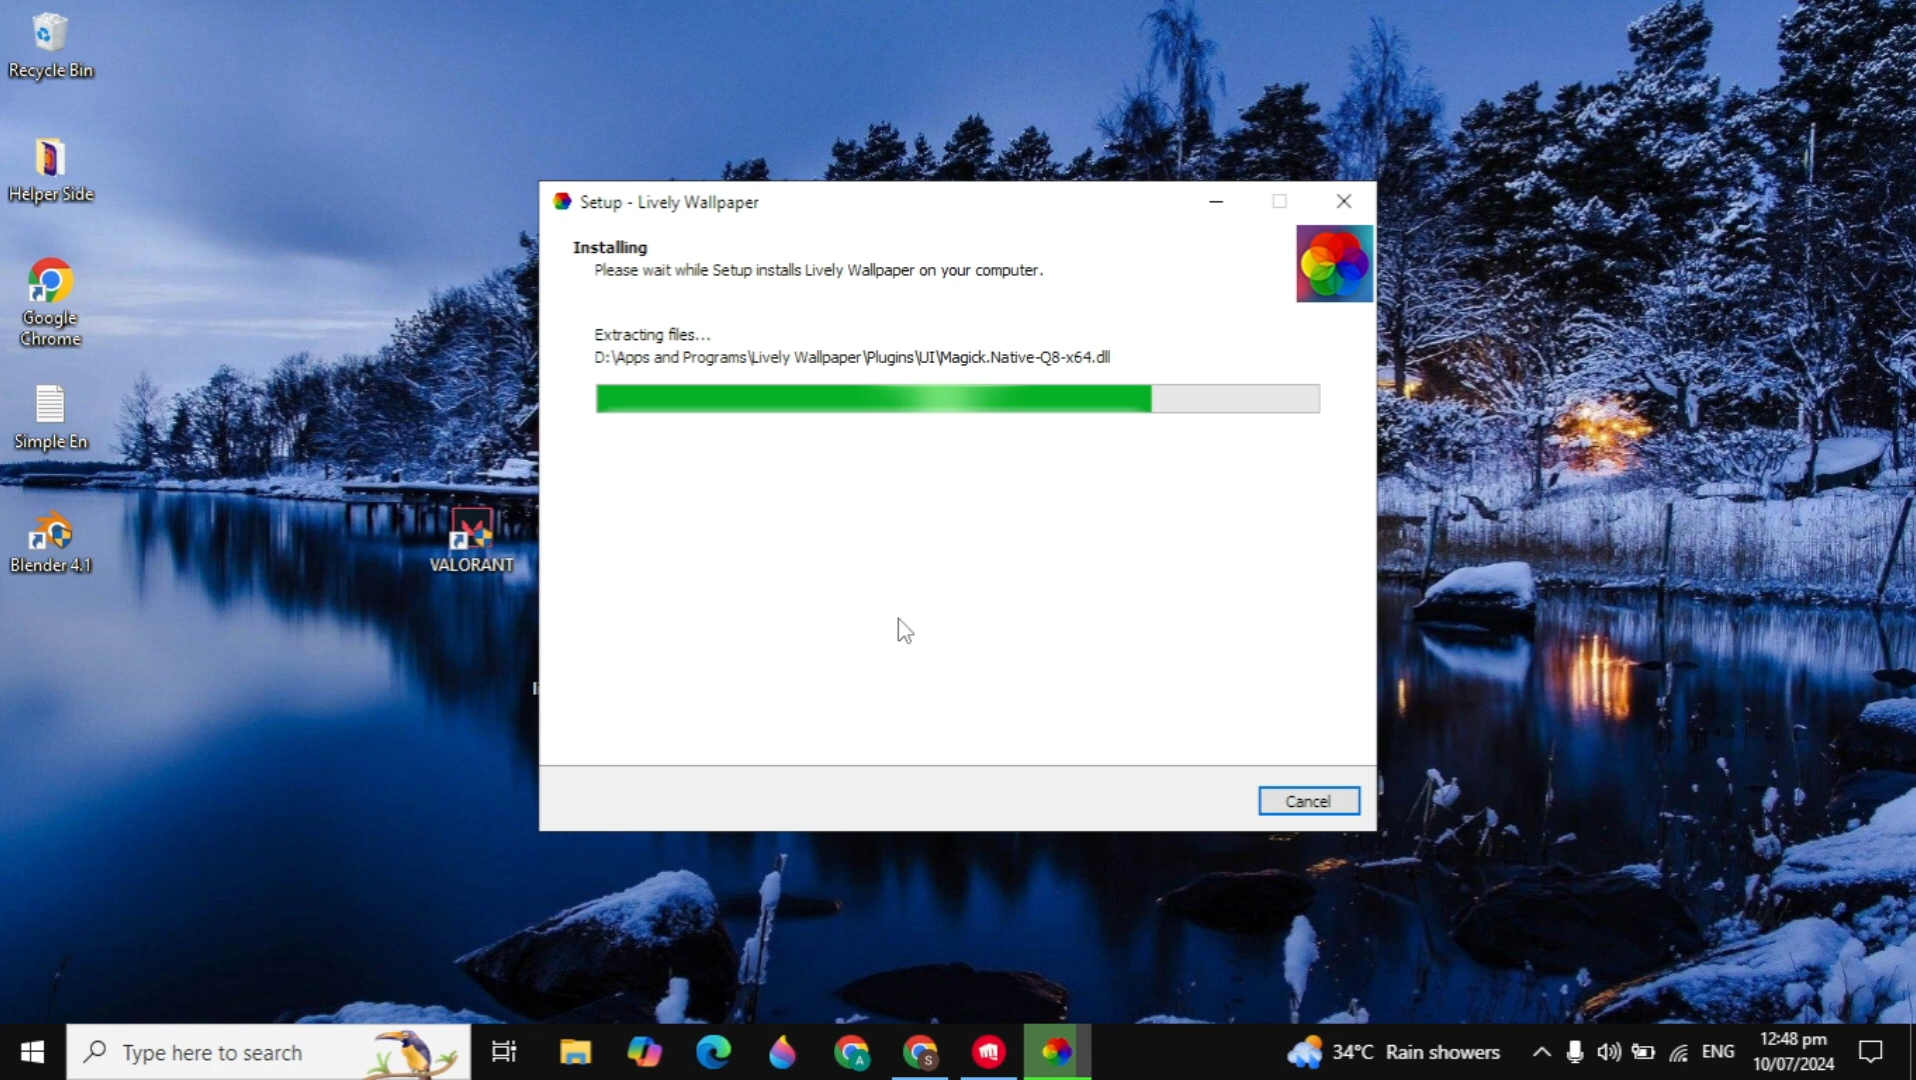 Recycle Bin
Helper Side
Google
Chrome
Simple En
Blender 4.1
VALORANT
Setup - Lively Wallpaper
Installing
Please wait while Setup installs Lively Wallpaper on your computer.
Extracting files...
D:\Apps and Programs\Lively Wallpaper\Plugins\UI\Magick.Native-Q8-x64.dll
Cancel
Type here to search
A
S
34°C Rain showers
ENG
12:48 pm
10/07/2024